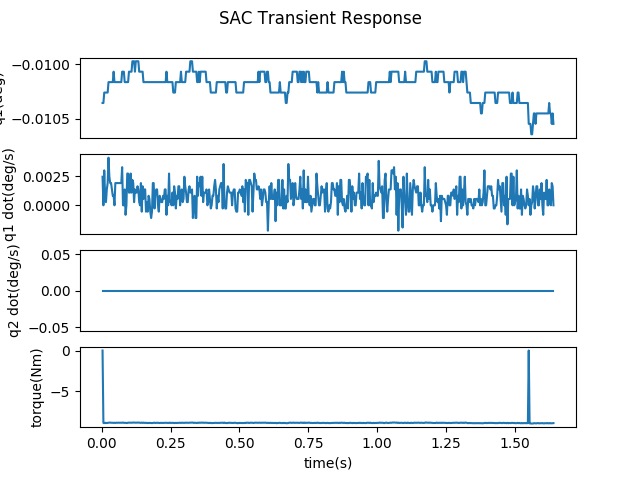 SAC Transient Response
−0.0100
−0.0105
q1(deg)
0.0025
0.0000
q1 dot(deg/s)
0.05
0.00
−0.05
q2 dot(deg/s)
0
−5
torque(Nm)
0.00 0.25 0.50 0.75 1.00 1.25 1.50
time(s)